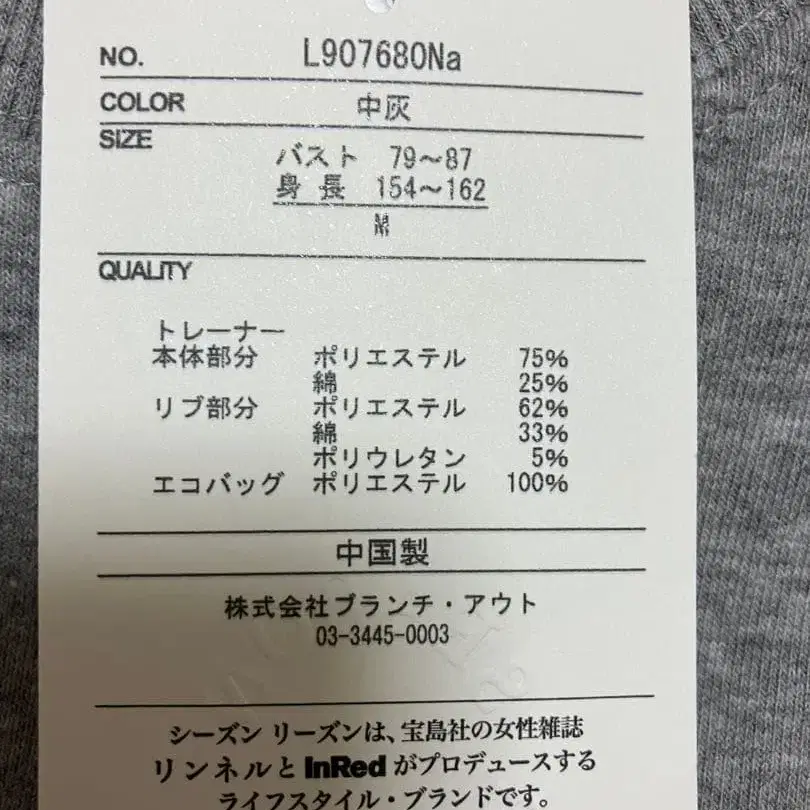 NO. L907680Na
COLOR 中灰
SIZE
バスト 79〜87
身長 154〜162
M
QUALITY
トレーナー
本体部分 ポリエステル 75%
綿 25%
リブ部分 ポリエステル 62%
綿 33%
ポリウレタン 5%
エコバッグ ポリエステル 100%
中国製
株式会社ブランチ・アウト
03-3445-0003
シーズン リーズンは、宝島社の女性雑誌
リンネルと InRed がプロデュースする
ライフスタイル・ブランドです。